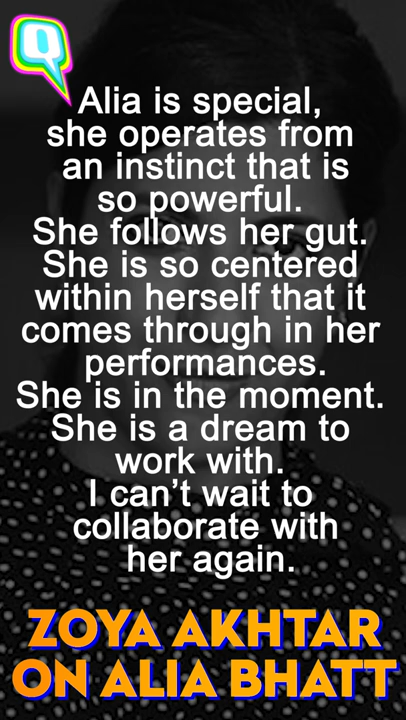 Q
Alia is special,
she operates from
an instinct that is
so powerful.
She follows her gut.
She is so centered
within herself that it
comes through in her
performances.
She is in the moment.
She is a dream to
work with.
I can’t wait to
collaborate with
her again.
ZOYA AKHTAR
ON ALIA BHATT